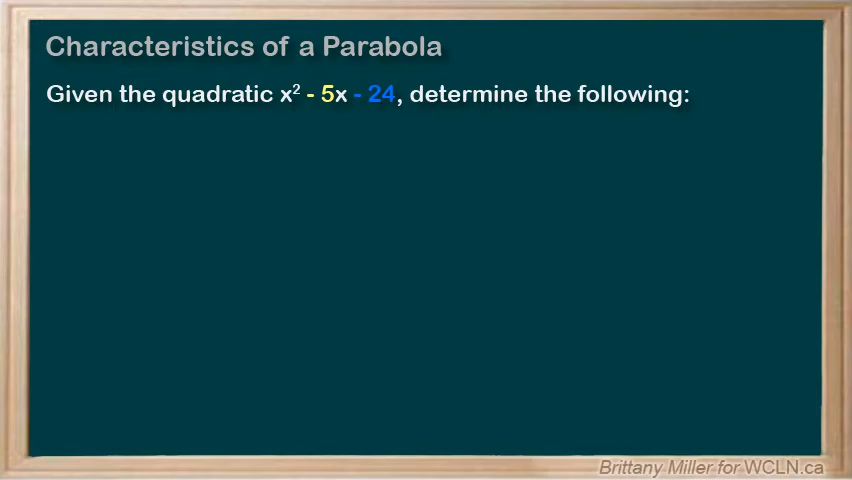 Characteristics of a Parabola
Given the quadratic x² - 5x - 24, determine the following:
Brittany Miller for WCLN.ca